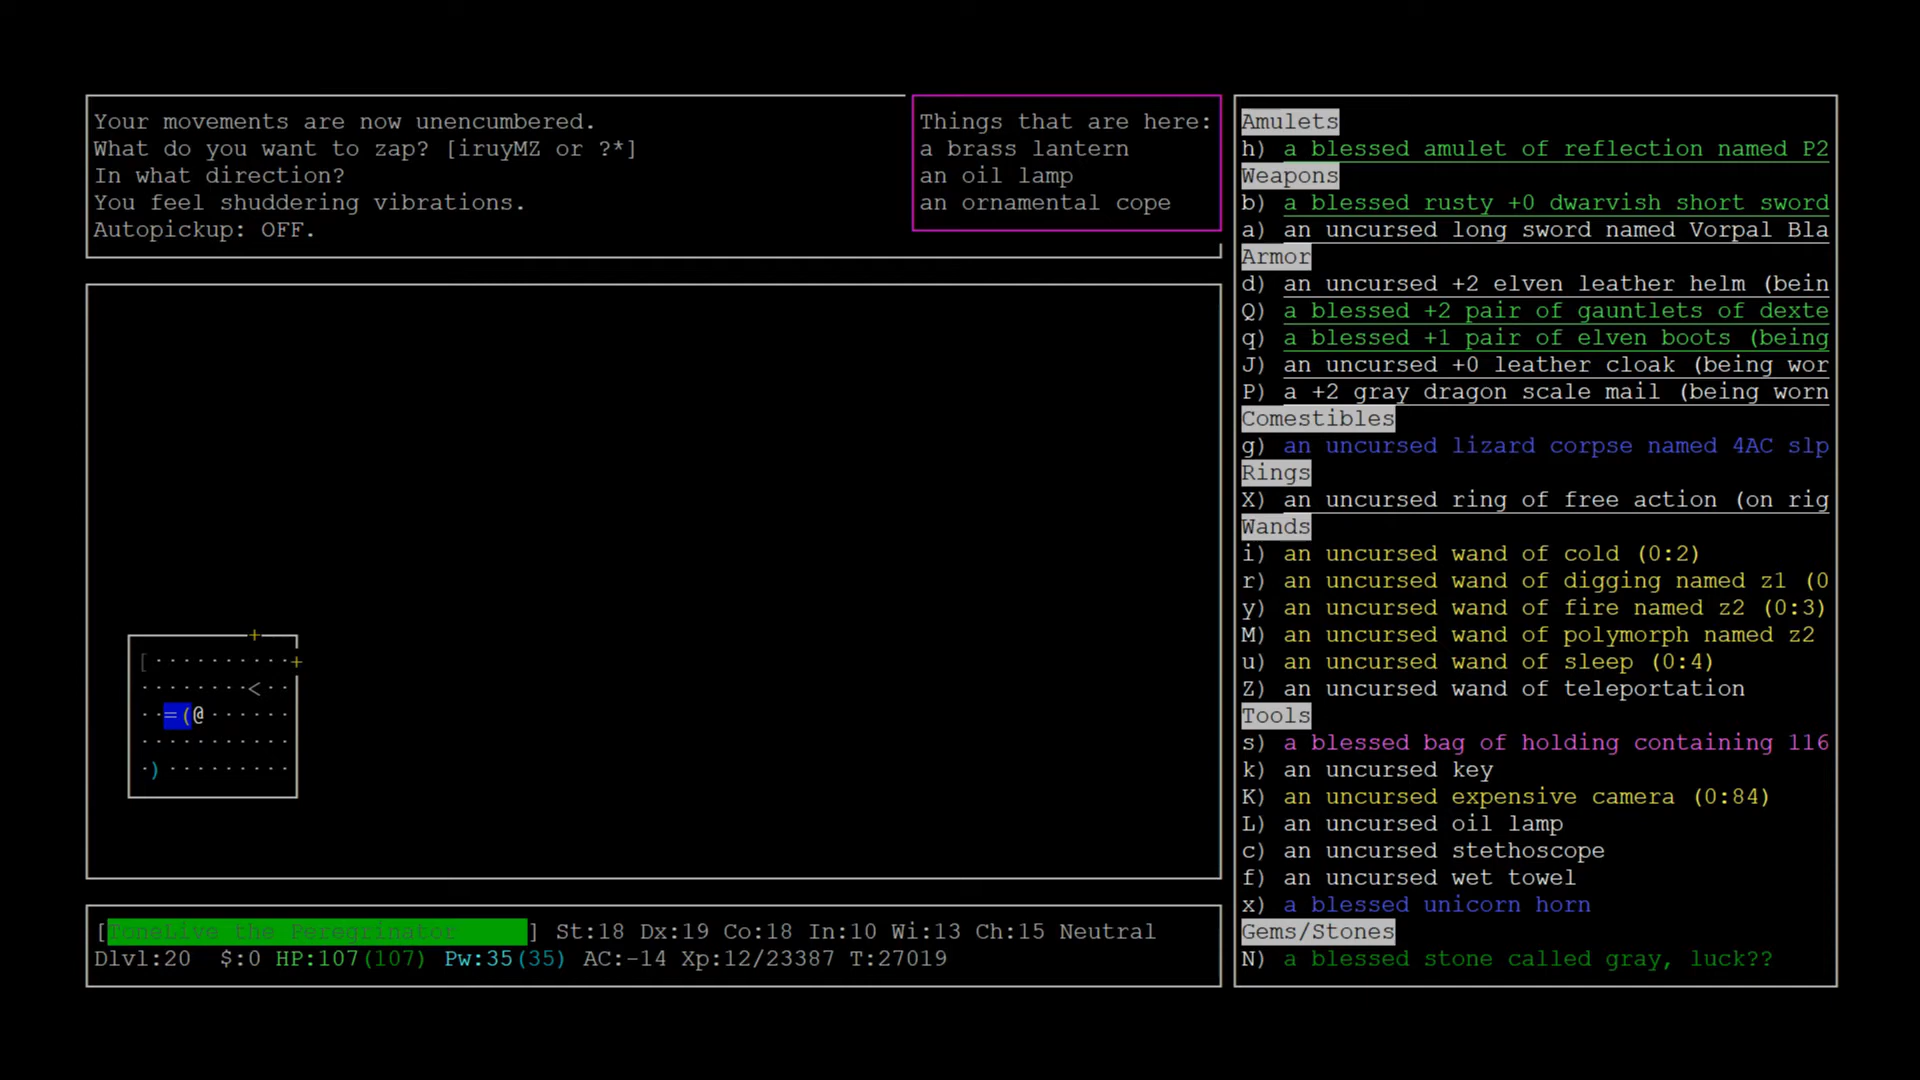 Your movements are now unencumbered.
What do you want to zap? [iruyMZ or ?*]
In what direction?
You feel shuddering vibrations.
Autopickup: OFF.
Things that are here:
a brass lantern
an oil lamp
an ornamental cope
+
[··········+
········<··
··=(@······
···········
·)·········
[ToneLive the Peregrinator      ] St:18 Dx:19 Co:18 In:10 Wi:13 Ch:15 Neutral
Dlvl:20  $:0 HP:107(107) Pw:35(35) AC:-14 Xp:12/23387 T:27019
Amulets
h) a blessed amulet of reflection named P2
Weapons
b) a blessed rusty +0 dwarvish short sword
a) an uncursed long sword named Vorpal Bla
Armor
d) an uncursed +2 elven leather helm (bein
Q) a blessed +2 pair of gauntlets of dexte
q) a blessed +1 pair of elven boots (being
J) an uncursed +0 leather cloak (being wor
P) a +2 gray dragon scale mail (being worn
Comestibles
g) an uncursed lizard corpse named 4AC slp
Rings
X) an uncursed ring of free action (on rig
Wands
i) an uncursed wand of cold (0:2)
r) an uncursed wand of digging named z1 (0
y) an uncursed wand of fire named z2 (0:3)
M) an uncursed wand of polymorph named z2
u) an uncursed wand of sleep (0:4)
Z) an uncursed wand of teleportation
Tools
s) a blessed bag of holding containing 116
k) an uncursed key
K) an uncursed expensive camera (0:84)
L) an uncursed oil lamp
c) an uncursed stethoscope
f) an uncursed wet towel
x) a blessed unicorn horn
Gems/Stones
N) a blessed stone called gray, luck??